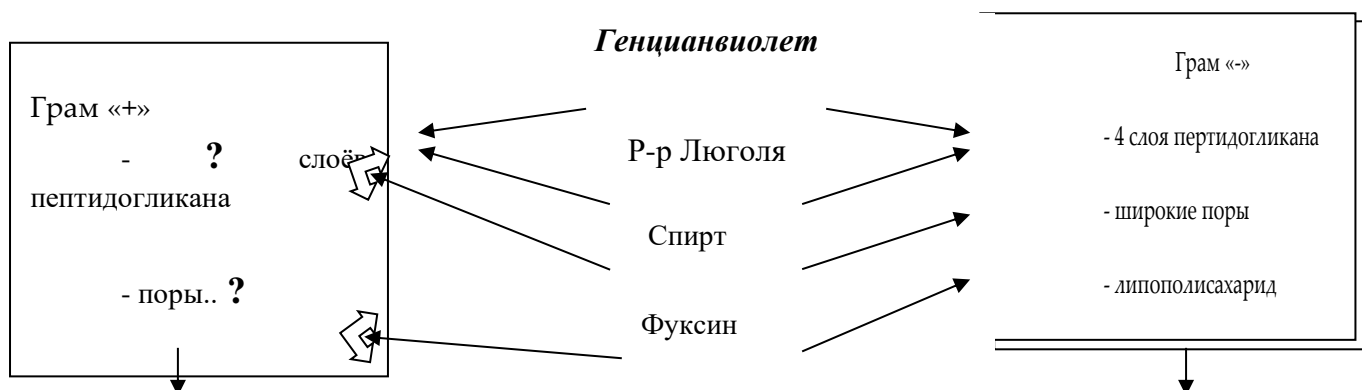 Генцианвиолет
Грам «+»
- ? слоёв
пептидогликана
- поры.. ?
Р-р Люголя
Спирт
Фуксин
Грам «-»
- 4 слоя пертидогликана
- широкие поры
- липополисахарид